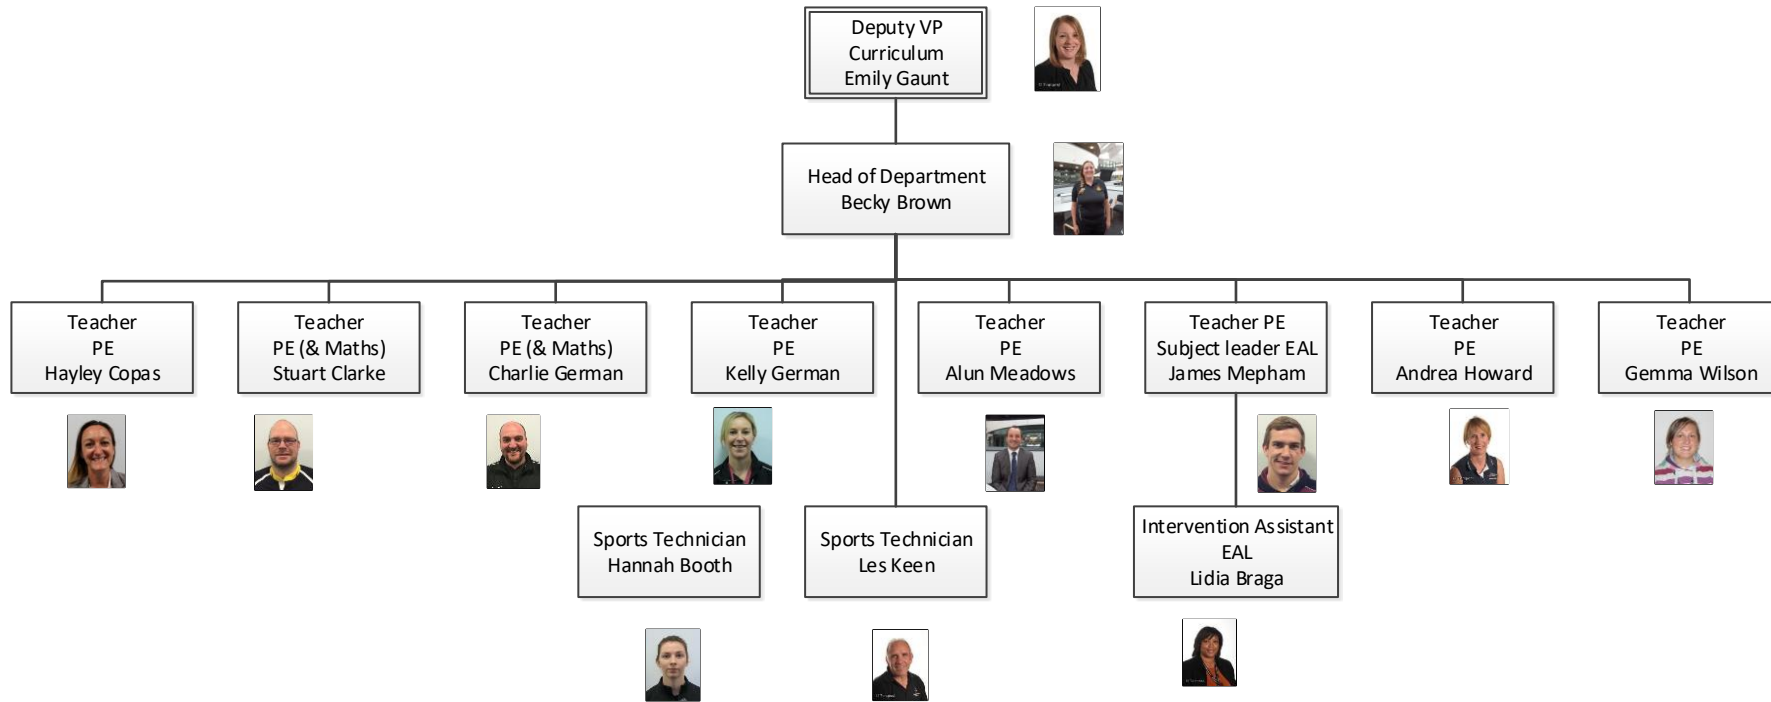 Deputy VP
Curriculum
Emily Gaunt
Head of Department
Becky Brown
Teacher
PE
Hayley Copas
Teacher
PE (& Maths)
Stuart Clarke
Teacher
PE (& Maths)
Charlie German
Teacher
PE
Kelly German
Teacher
PE
Alun Meadows
Teacher PE
Subject leader EAL
James Mepham
Teacher
PE
Andrea Howard
Teacher
PE
Gemma Wilson
Sports Technician
Hannah Booth
Sports Technician
Les Keen
Intervention Assistant
EAL
Lidia Braga